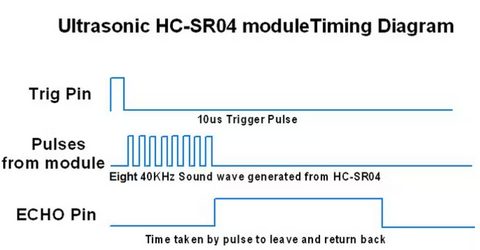 Ultrasonic HC-SR04 moduleTiming Diagram
Trig Pin
10us Trigger Pulse
Pulses
from module
Eight 40KHz Sound wave generated from HC-SR04
ECHO Pin
Time taken by pulse to leave and return back